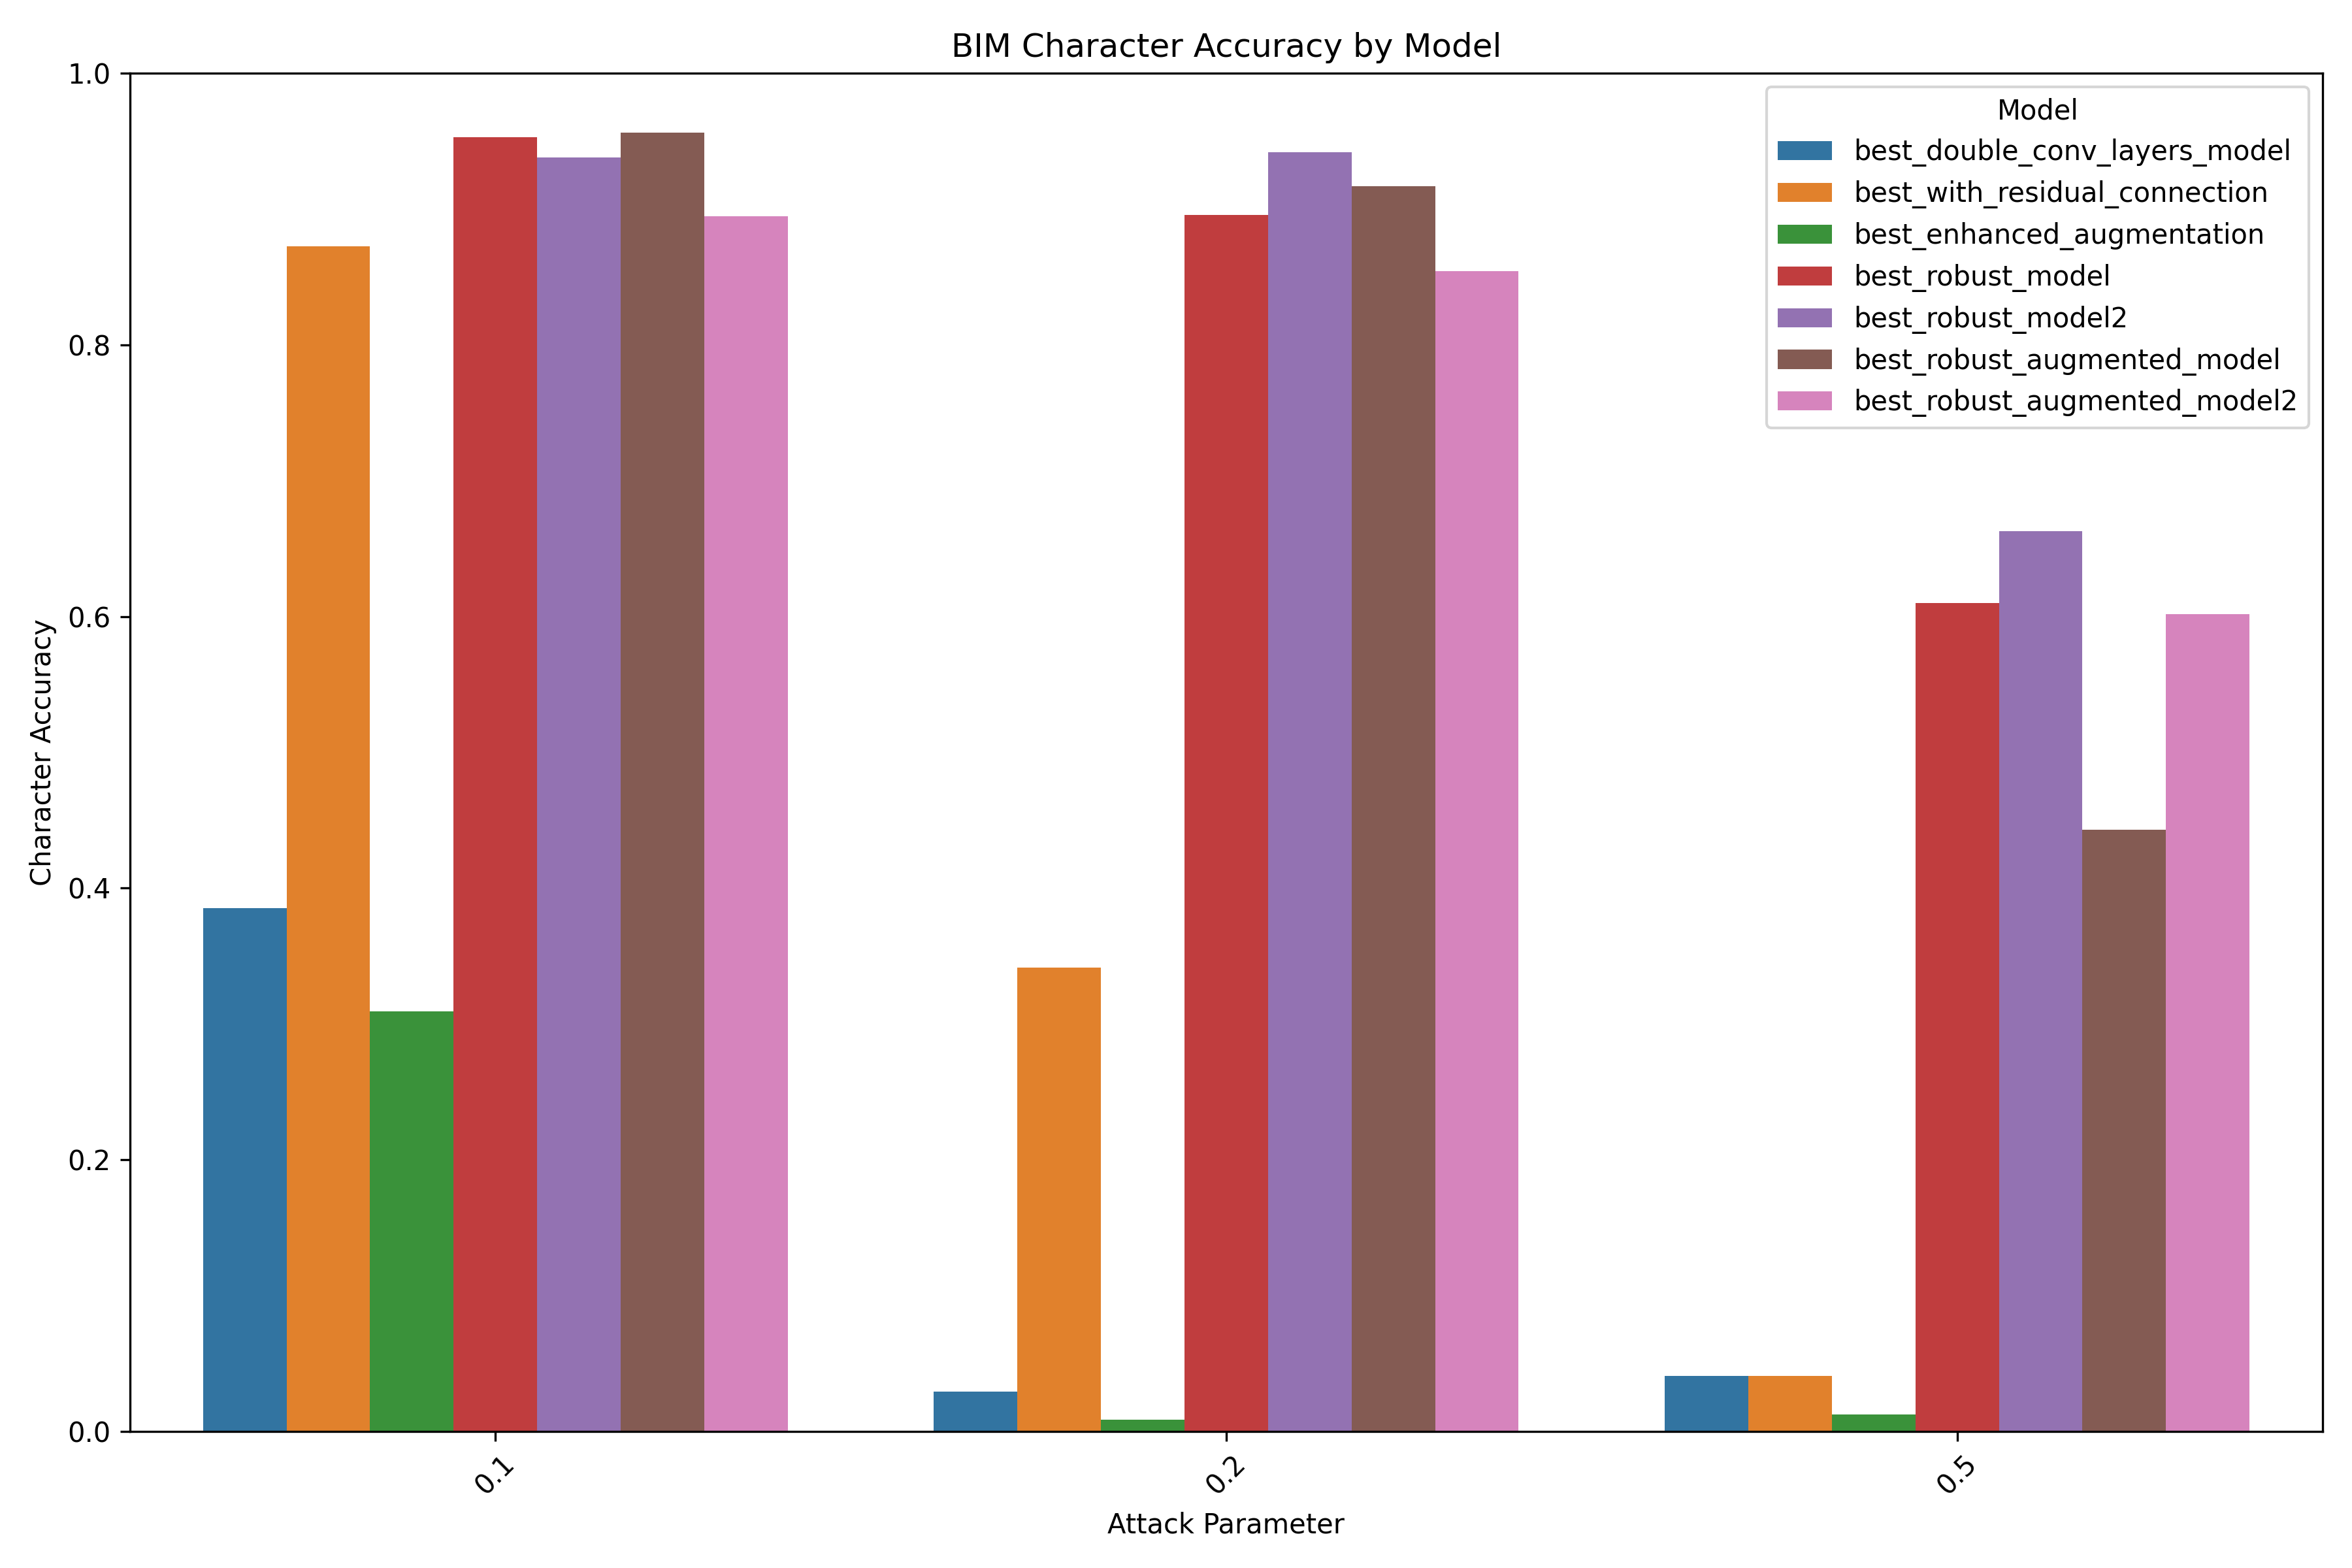 BIM Character Accuracy by Model
Model
best_double_conv_layers_model
best_with_residual_connection
best_enhanced_augmentation
best_robust_model
best_robust_model2
best_robust_augmented_model
best_robust_augmented_model2
Character Accuracy
1.0
0.8
0.6
0.4
0.2
0.0
0.1
0.2
0.5
Attack Parameter